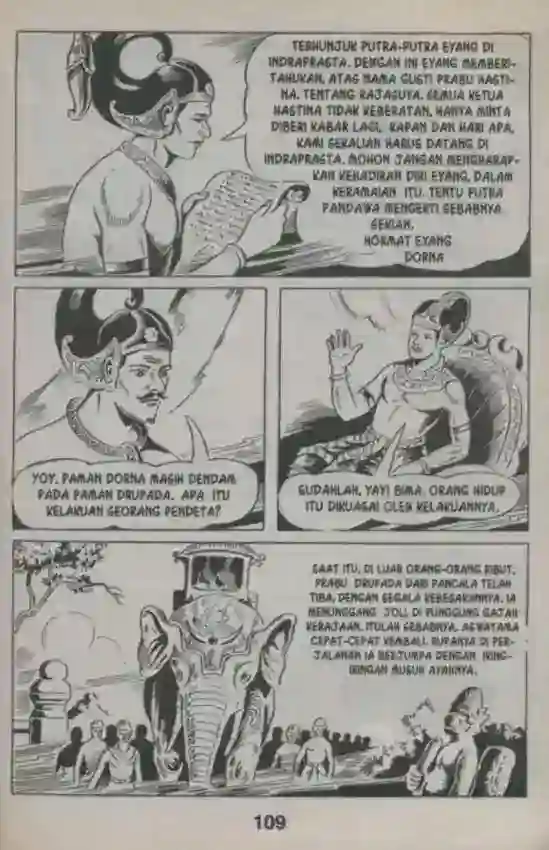 TERHUNJUK PUTRA-PUTRA EYANG DI
INDRAPRASTA. DENGAN INI EYANG MEMBERI-
TAHUKAN, ATAS NAMA GUSTI PRABU HASTI-
NA, TENTANG RAJASUYA. SEMUA KETUA
HASTINA TIDAK KEBERATAN. HANYA MINTA
DIBERI KABAR LAGI, KAPAN DAN HARI APA,
KAMI SEKALIAN HARUS DATANG DI
INDRAPRASTA. MOHON JANGAN MENGHARAP-
KAN KEHADIRAN DIRI EYANG, DALAM
KERAMAIAN ITU. TENTU PUTRA
PANDAWA MENGERTI SEBABNYA.
SEKIAN.
HORMAT EYANG
DORNA
YOY, PAMAN DORNA MASIH DENDAM
PADA PAMAN DRUPADA. APA ITU
KELAKUAN SEORANG PENDETA?
SUDAHLAH, YAYI BIMA. ORANG HIDUP
ITU DIKUASAI OLEH KELAKUANNYA.
SAAT ITU, DI LUAR ORANG-ORANG RIBUT.
PRABU DRUPADA DARI PANCALA TELAH
TIBA, DENGAN SEGALA KEBESARANNYA. IA
MENUNGGANG JOLI, DI PUNGGUNG GAJAH
KERAJAAN. ITULAH SEBABNYA, ASWATAMA
CEPAT-CEPAT KEMBALI. RUPANYA DI PER-
JALANAN IA BERJUMPA DENGAN IRING-
IRINGAN MUSUH AYAHNYA.
109